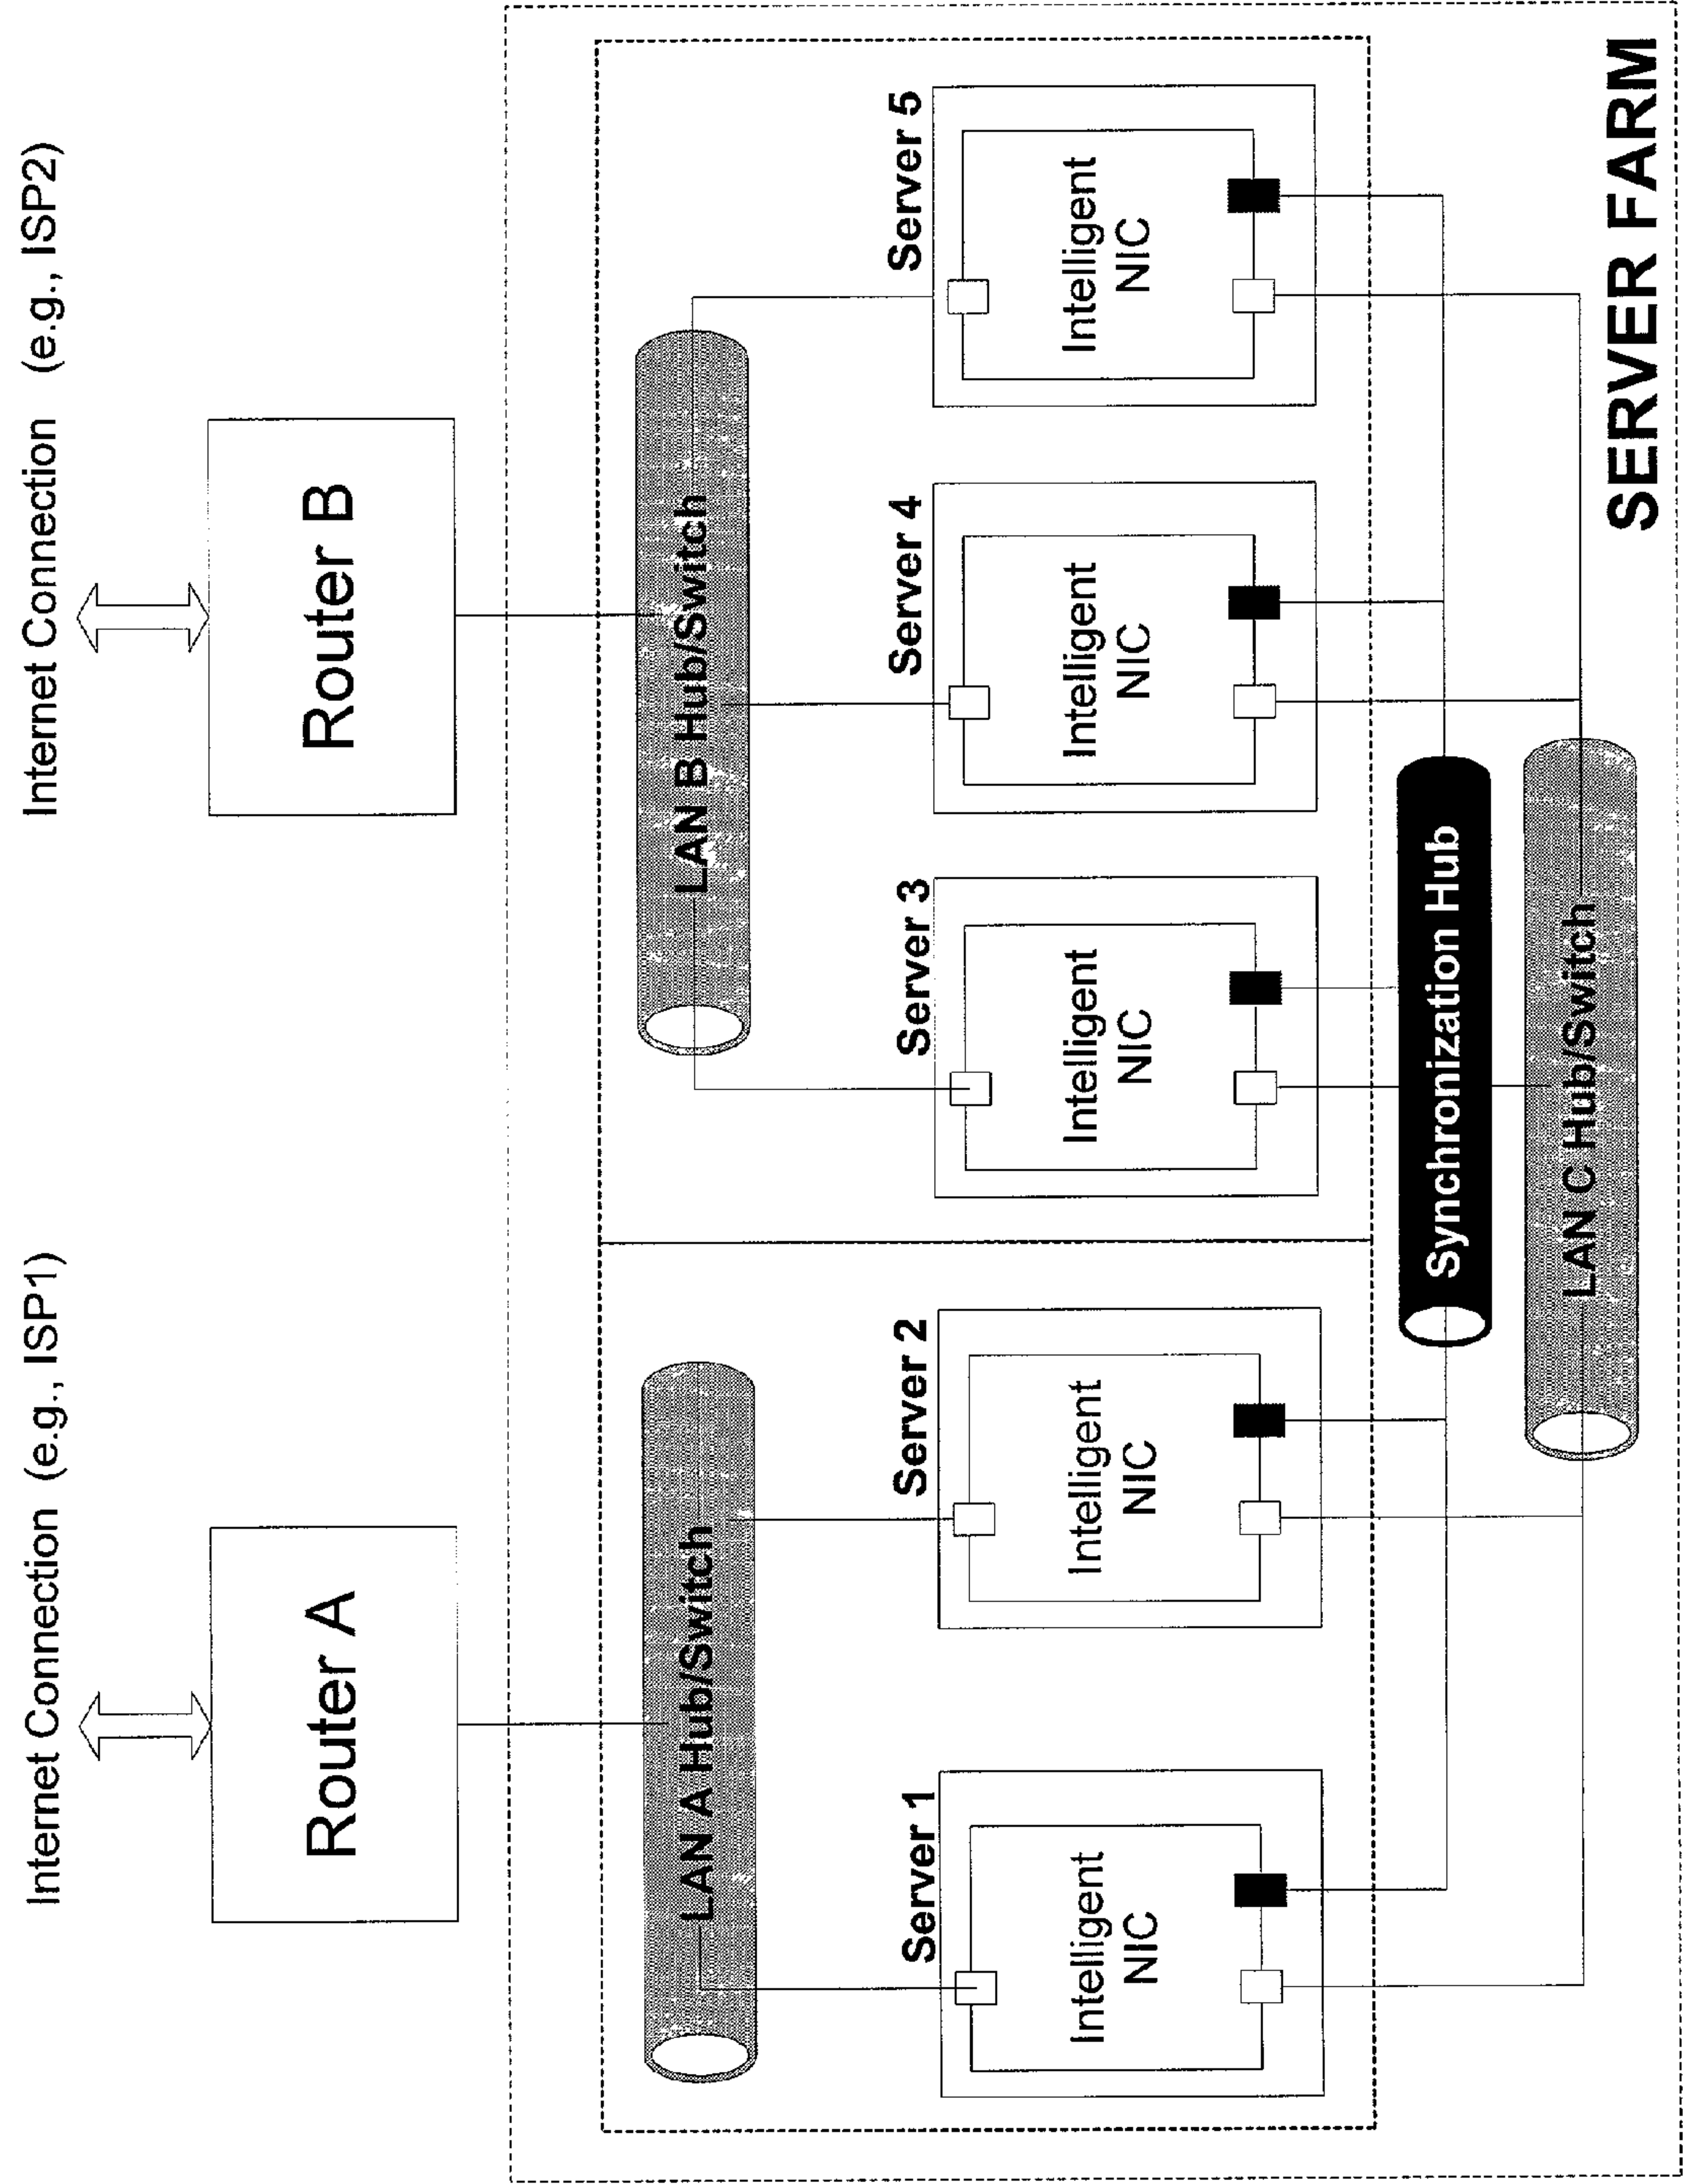 Internet Connection (e.g., ISP1)
Internet Connection (e.g., ISP2)
Router A
Router B
LAN A Hub/Switch
LAN B Hub/Switch
Server 1
Server 2
Server 3
Server 4
Server 5
Intelligent
NIC
Intelligent
NIC
Intelligent
NIC
Intelligent
NIC
Intelligent
NIC
Synchronization Hub
LAN C Hub/Switch
SERVER FARM